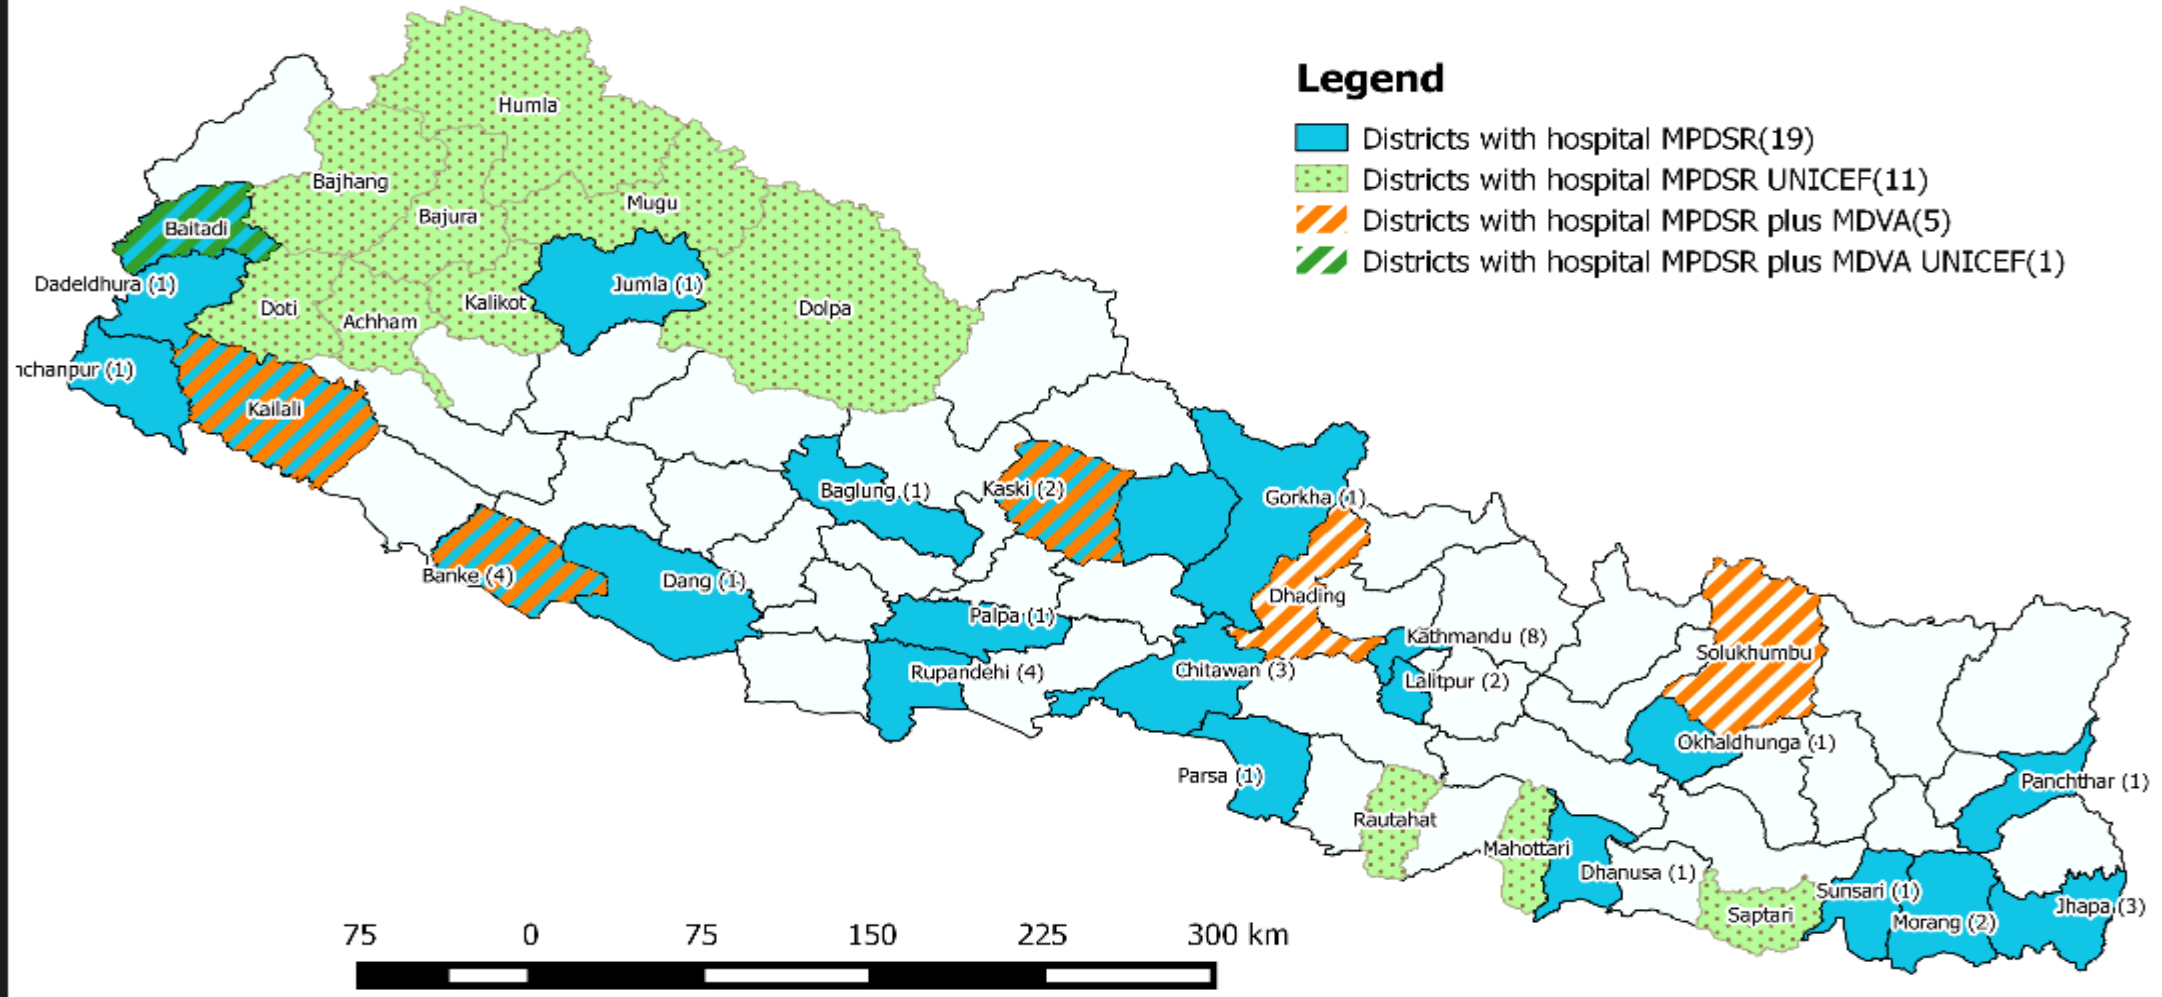 Legend
Districts with hospital MPDSR(19)
Districts with hospital MPDSR UNICEF(11)
Districts with hospital MPDSR plus MDVA(5)
Districts with hospital MPDSR plus MDVA UNICEF(1)
Humla
Bajhang
Mugu
Bajura
Baitadi
Dadeldhura (1)
Jumla (1)
Kalikot
Doti
Dolpa
Achham
nchanpur (1)
Kailali
Baglung (1)
Kaski (2)
Gorkha (1)
Banke (4)
Dang (1)
Dhading
Palpa (1)
Kathmandu (8)
Solukhumbu
Rupandehi (4)
Chitawan (3)
Lalitpur (2)
Okhaldhunga (1)
Parsa (1)
Panchthar (1)
Rautahat
Mahottari
Dhanusa (1)
Sunsari (1)
Jhapa (3)
Saptari
Morang (2)
75 0 75 150 225 300 km